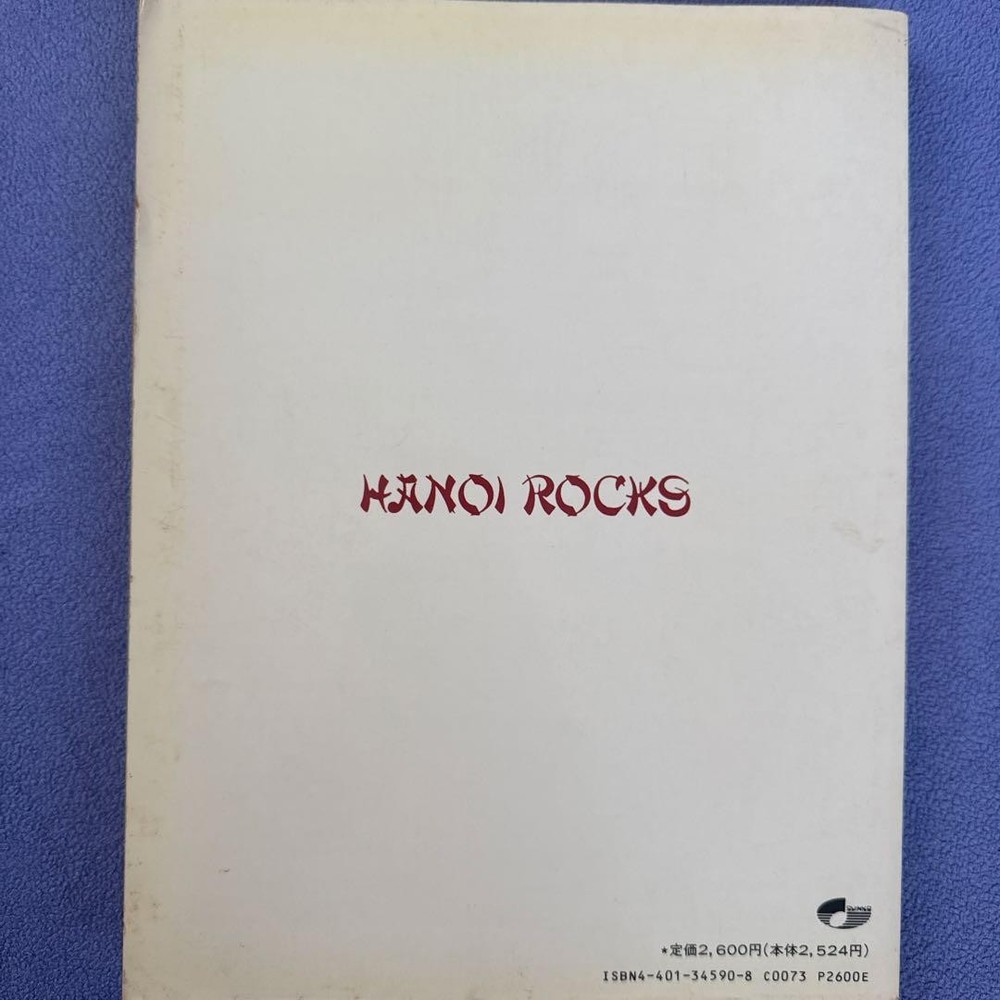 HANOI ROCKS
SHINKO
★定価2,600円(本体2,524円)
ISBN4-401-34590-8 C0073 P2600E